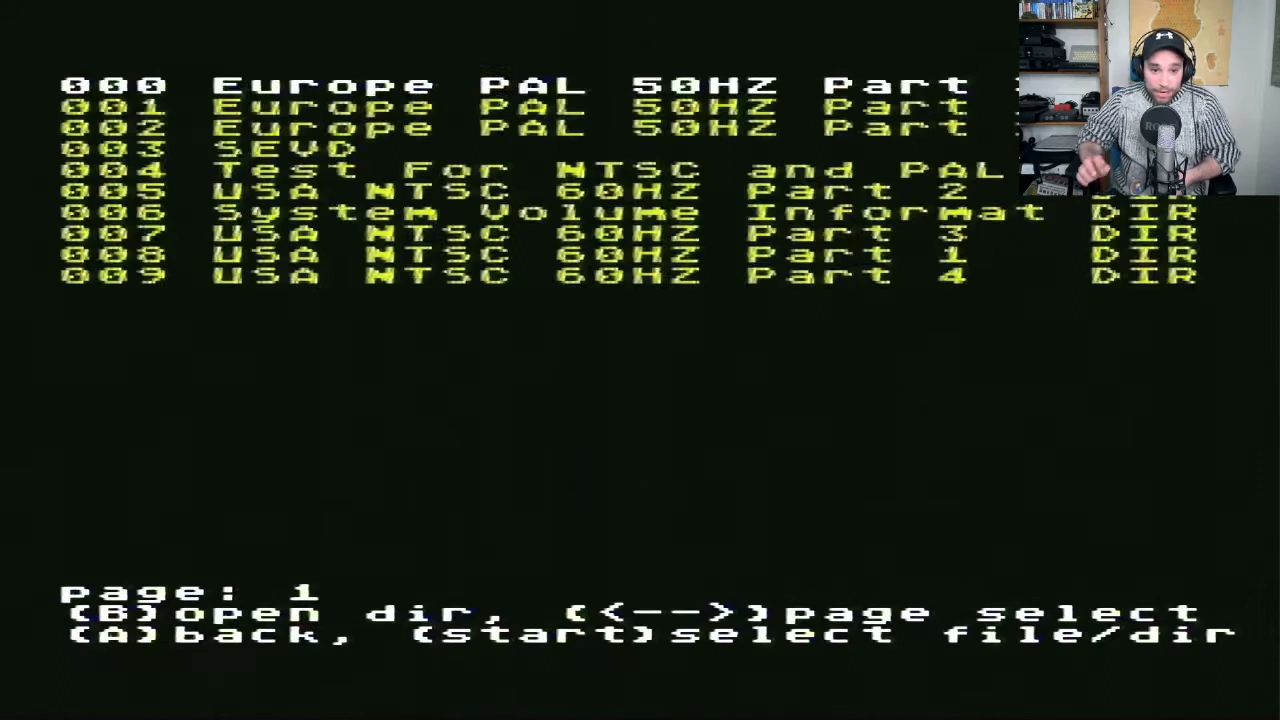 000 Europe PAL 50HZ Part
001 Europe PAL 50HZ Part
002 Europe PAL 50HZ Part
003 SEVD
004 Test For NTSC and PAL
005 USA NTSC 60HZ Part 2 DIR
006 System Volume Informat DIR
007 USA NTSC 60HZ Part 3 DIR
008 USA NTSC 60HZ Part 1 DIR
009 USA NTSC 60HZ Part 4 DIR
page: 1
(B)open dir, (<-->)page select
(A)back, (start)select file/dir